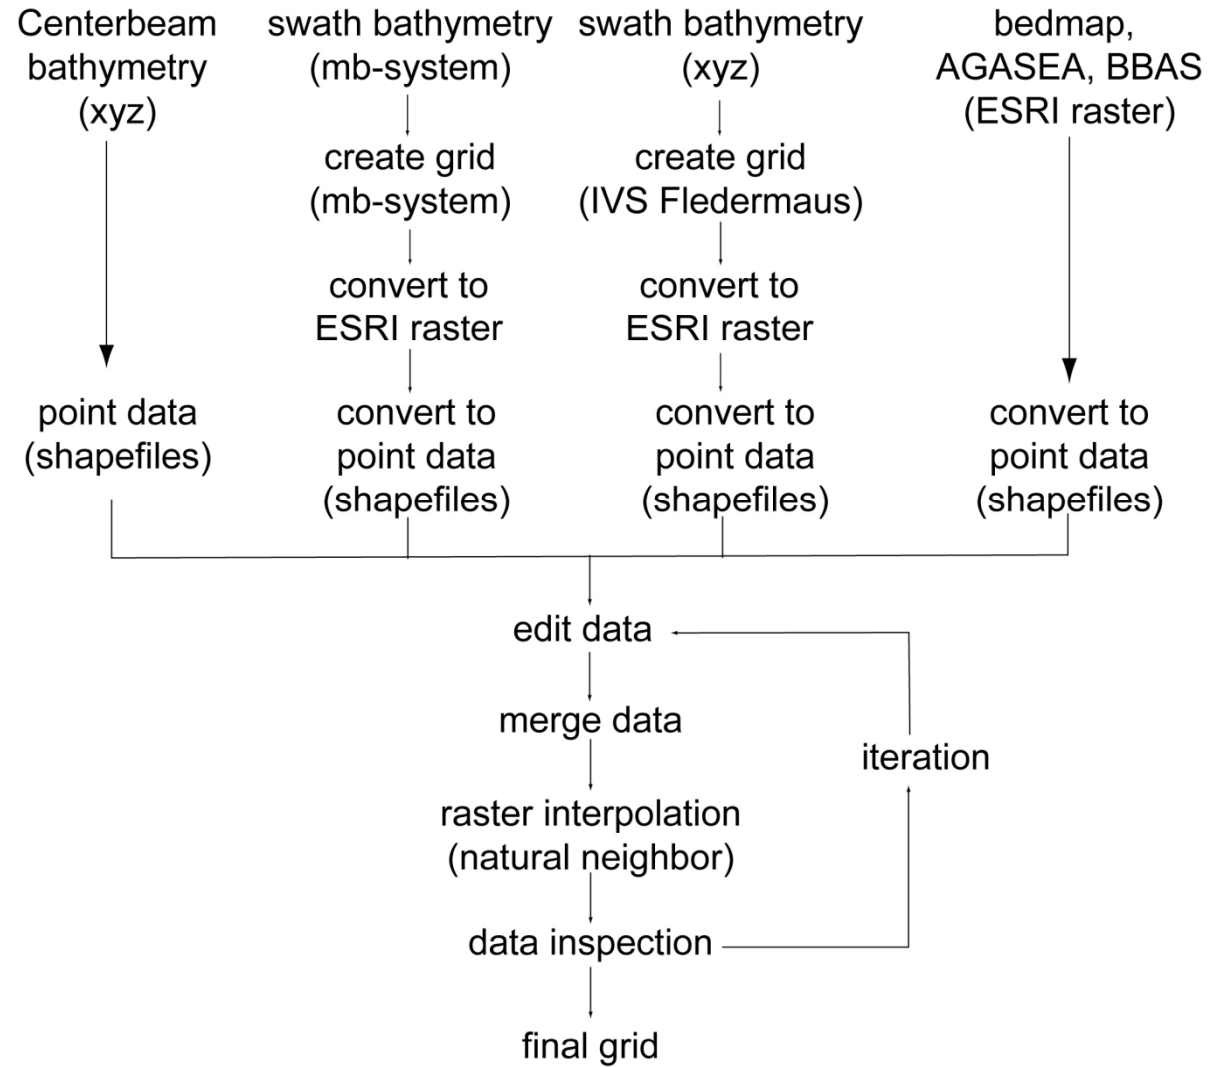 Centerbeam
bathymetry
(xyz)
swath bathymetry
(mb-system)
create grid
(mb-system)
convert to
ESRI raster
convert to
point data
(shapefiles)
swath bathymetry
(xyz)
create grid
(IVS Fledermaus)
convert to
ESRI raster
convert to
point data
(shapefiles)
bedmap,
AGASEA, BBAS
(ESRI raster)
convert to
point data
(shapefiles)
point data
(shapefiles)
edit data
merge data
iteration
raster interpolation
(natural neighbor)
data inspection
final grid